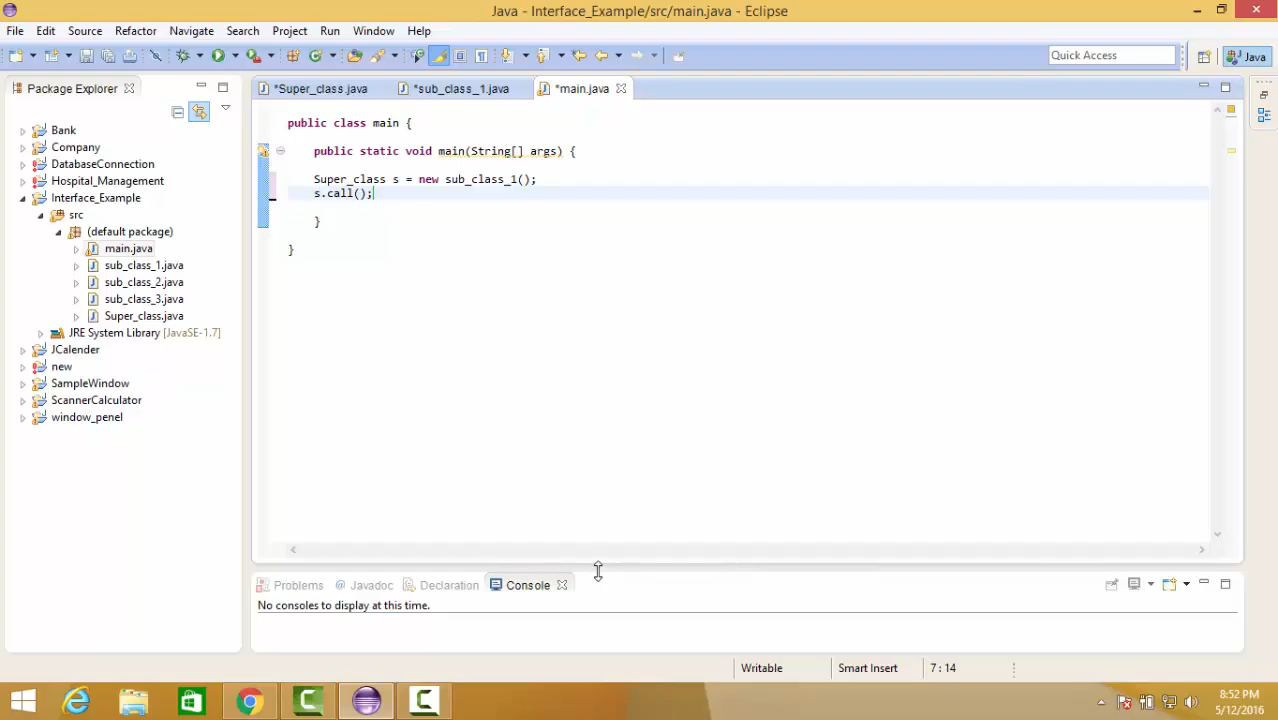 Java - Interface_Example/src/main.java - Eclipse
File Edit Source Refactor Navigate Search Project Run Window Help
Quick Access
Java
Package Explorer
*Super_class.java
*sub_class_1.java
*main.java
Bank
Company
DatabaseConnection
Hospital_Management
Interface_Example
src
(default package)
main.java
sub_class_1.java
sub_class_2.java
sub_class_3.java
Super_class.java
JRE System Library [JavaSE-1.7]
JCalender
new
SampleWindow
ScannerCalculator
window_penel
public class main {
public static void main(String[] args) {
Super_class s = new sub_class_1();
s.call();
}
}
Problems @ Javadoc Declaration Console
No consoles to display at this time.
Writable Smart Insert 7 : 14
8:52 PM
5/12/2016